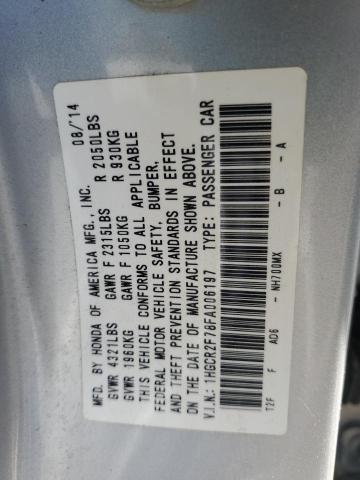 MFD. BY HONDA OF AMERICA MFG., INC. 08/'14
GVWR 4321LBS GAWR F 2315LBS R 2050LBS
GVWR 1960KG GAWR F 1050KG R 930KG
THIS VEHICLE CONFORMS TO ALL APPLICABLE
FEDERAL MOTOR VEHICLE SAFETY, BUMPER,
AND THEFT PREVENTION STANDARDS IN EFFECT
ON THE DATE OF MANUFACTURE SHOWN ABOVE.
V.I.N.: 1HGCR2F78FA006197 TYPE: PASSENGER CAR
T2F F AD6 - NH700MX - B - A